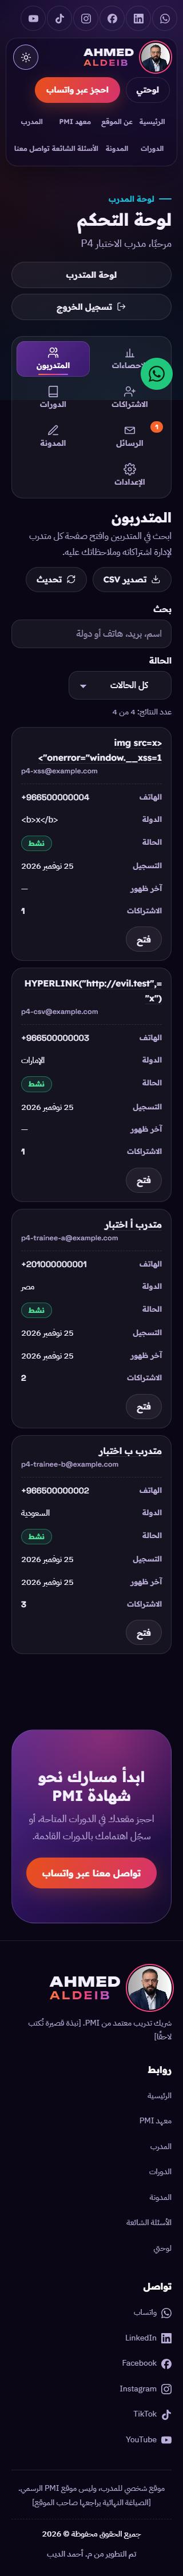 AHMED
ALDEIB
لوحتي
احجز عبر واتساب
الرئيسية
عن الموقع
معهد PMI
المدرب
الدورات
المدونة
الأسئلة الشائعة
تواصل معنا
لوحة المدرب
لوحة التحكم
مرحبًا، مدرب الاختبار P4
لوحة المدرب
تسجيل الخروج
الإحصاءات
المتدربون
الاشتراكات
الدورات
الرسائل
المدونة
الإعدادات
المتدربون
ابحث عن المتدربين وافتح صفحة كل متدرب
لإدارة اشتراكاته وملاحظاتك عليه.
تصدير CSV
تحديث
بحث
اسم، بريد، هاتف أو دولة
الحالة
كل الحالات
عدد النتائج: 4 من 4
<img src=x
onerror="window.__xss=1">
p4-xss@example.com
الهاتف
+966500000004
الدولة
<b>x</b>
الحالة
نشط
التسجيل
25 نوفمبر 2026
آخر ظهور
—
الاشتراكات
1
فتح
=HYPERLINK("http://evil.test",
"x")
p4-csv@example.com
الهاتف
+966500000003
الدولة
الإمارات
الحالة
نشط
التسجيل
25 نوفمبر 2026
آخر ظهور
—
الاشتراكات
1
فتح
متدرب أ اختبار
p4-trainee-a@example.com
الهاتف
+201000000001
الدولة
مصر
الحالة
نشط
التسجيل
25 نوفمبر 2026
آخر ظهور
25 نوفمبر 2026
الاشتراكات
2
فتح
متدرب ب اختبار
p4-trainee-b@example.com
الهاتف
+966500000002
الدولة
السعودية
الحالة
نشط
التسجيل
25 نوفمبر 2026
آخر ظهور
25 نوفمبر 2026
الاشتراكات
3
فتح
ابدأ مسارك نحو
شهادة PMI
احجز مقعدك في الدورات المتاحة، أو
سجّل اهتمامك بالدورات القادمة.
تواصل معنا عبر واتساب
AHMED
ALDEIB
شريك تدريب معتمد من PMI. [نبذة قصيرة تُكتب
لاحقًا]
روابط
الرئيسية
معهد PMI
المدرب
الدورات
المدونة
الأسئلة الشائعة
لوحتي
تواصل
واتساب
LinkedIn
Facebook
Instagram
TikTok
YouTube
موقع شخصي للمدرب، وليس موقع PMI الرسمي.
[الصياغة النهائية يراجعها صاحب الموقع]
جميع الحقوق محفوظة © 2026
تم التطوير من م. أحمد الديب